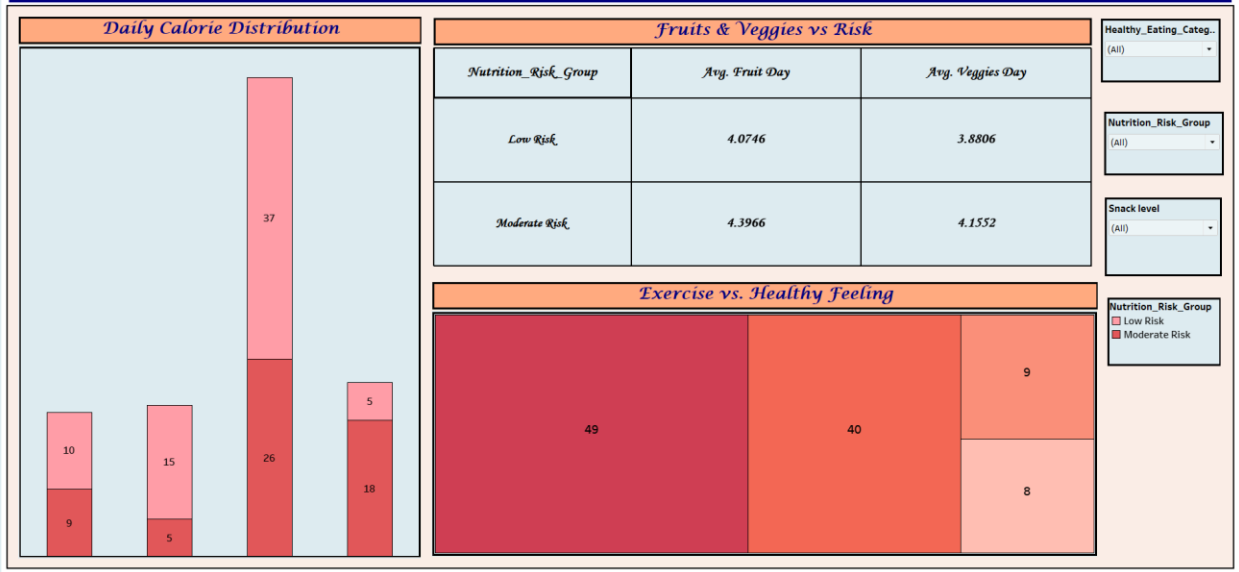 Daily Calorie Distribution
37
10
15
5
26
18
9
5
Fruits & Veggies vs Risk
Nutrition_Risk_Group Avg. Fruit Day Avg. Veggies Day
Low Risk 4.0746 3.8806
Moderate Risk 4.3966 4.1552
Exercise vs. Healthy Feeling
49 40 9
8
Healthy_Eating_Categ..
(All)
Nutrition_Risk_Group
(All)
Snack level
(All)
Nutrition_Risk_Group
Low Risk
Moderate Risk